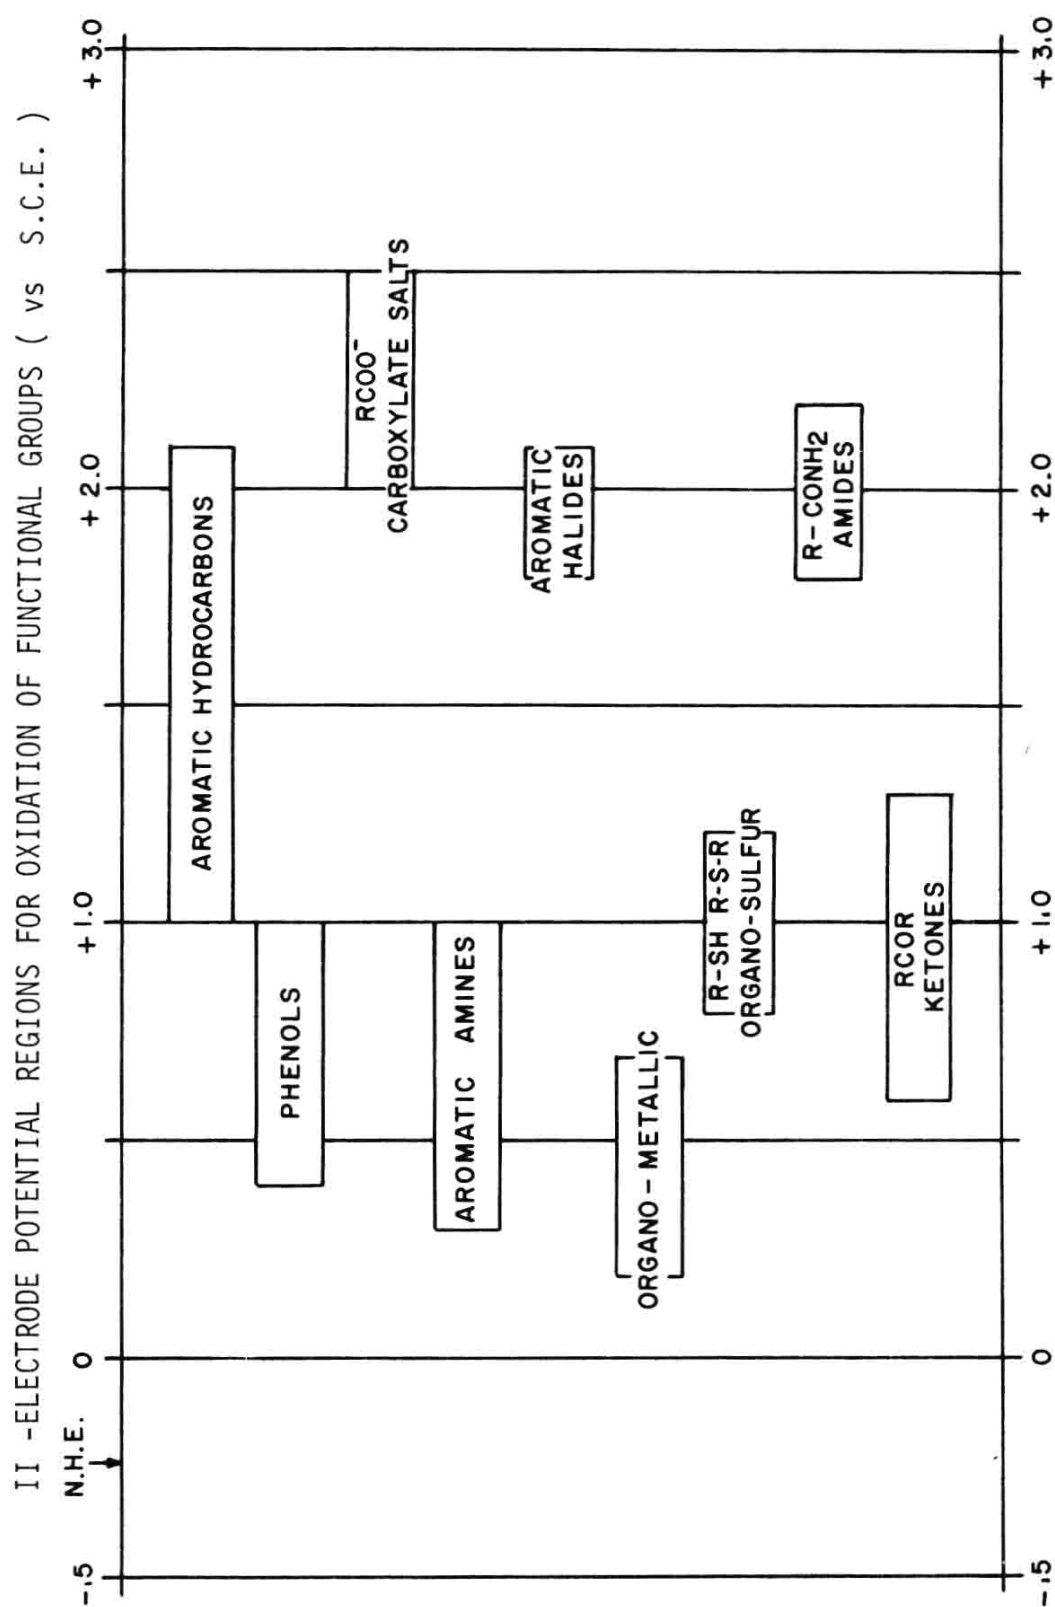 II -ELECTRODE POTENTIAL REGIONS FOR OXIDATION OF FUNCTIONAL GROUPS ( vs S.C.E. )
N.H.E.
-.5
0
+1.0
+2.0
+3.0
AROMATIC HYDROCARBONS
PHENOLS
RCOO⁻
CARBOXYLATE SALTS
AROMATIC AMINES
AROMATIC
HALIDES
ORGANO-METALLIC
R-SH R-S-R
ORGANO-SULFUR
R-CONH2
AMIDES
RCOR
KETONES
-.5
0
+1.0
+2.0
+3.0